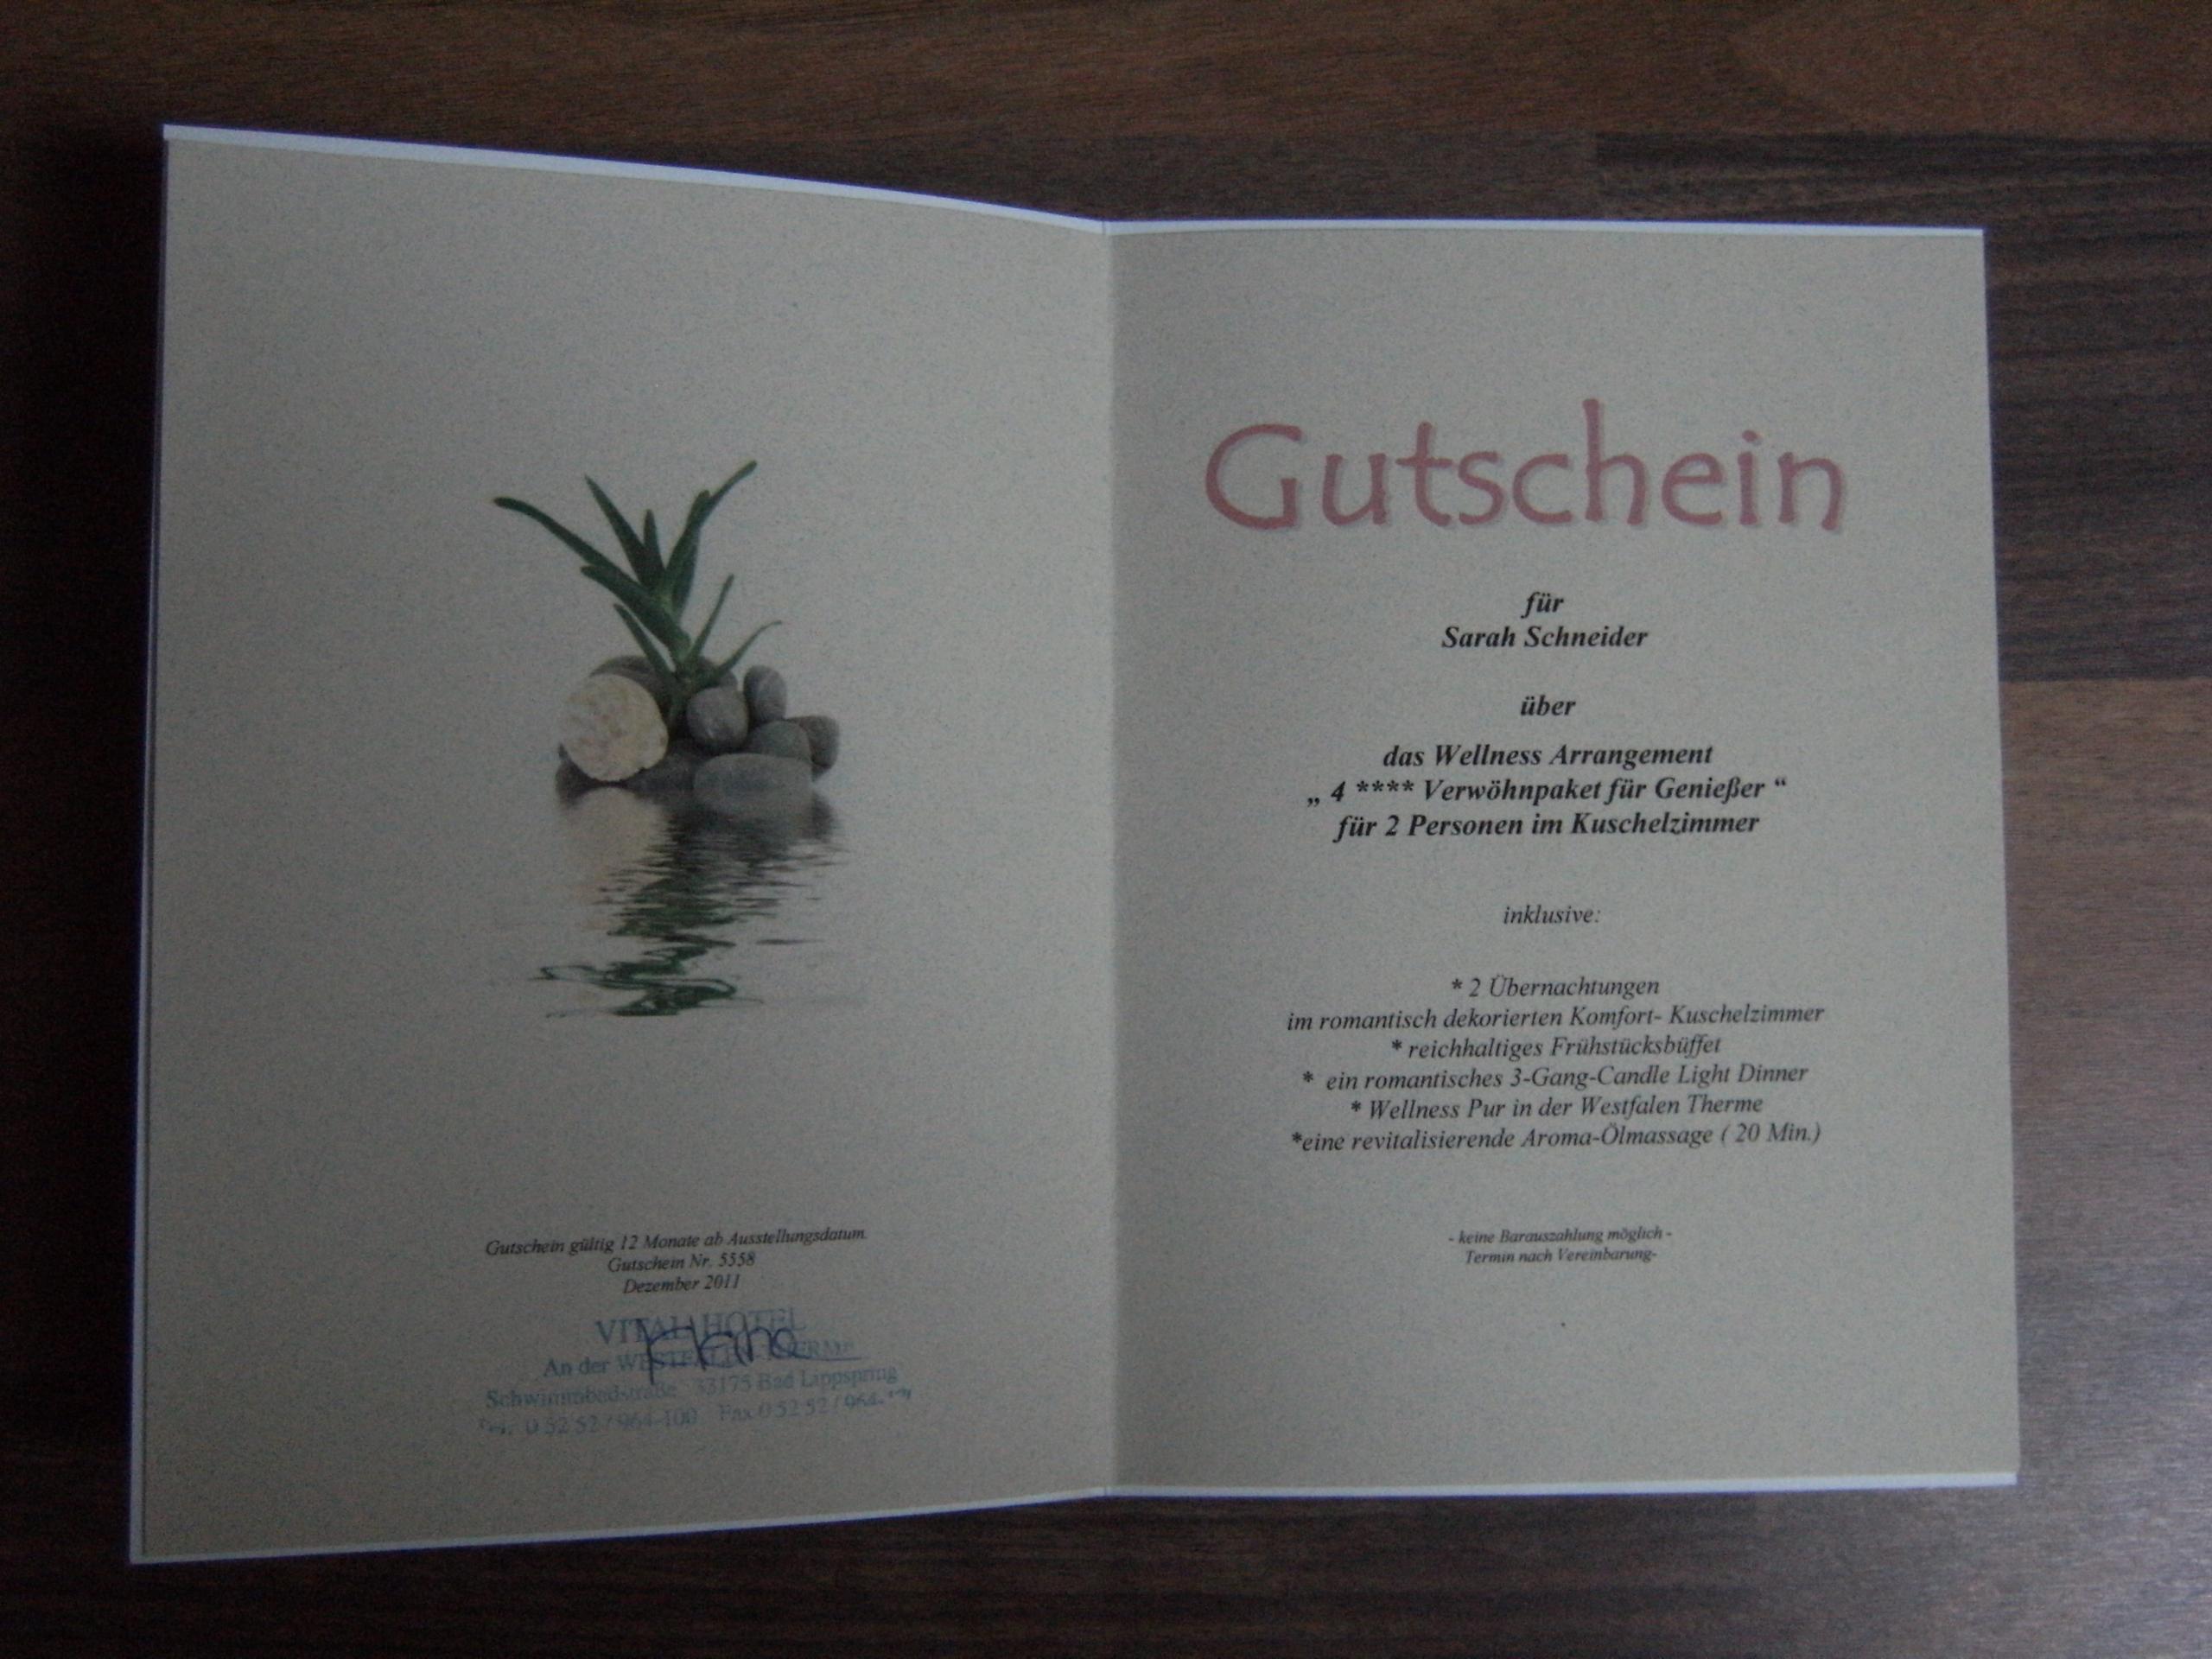 Gutschein gültig 12 Monate ab Ausstellungsdatum.
Gutschein Nr. 5558
Dezember 2011
VITAL HOTEL
An der WESTFALEN-THERME
Schwimmbadstraße 33175 Bad Lippspring
0 52 52 / 964-100 Fax 0 52 52 / 964-
Gutschein
für
Sarah Schneider
über
das Wellness Arrangement
„ 4 **** Verwöhnpaket für Genießer “
für 2 Personen im Kuschelzimmer
inklusive:
* 2 Übernachtungen
im romantisch dekorierten Komfort- Kuschelzimmer
* reichhaltiges Frühstücksbüffet
* ein romantisches 3-Gang-Candle Light Dinner
* Wellness Pur in der Westfalen Therme
*eine revitalisierende Aroma-Ölmassage ( 20 Min.)
- keine Barauszahlung möglich -
Termin nach Vereinbarung-